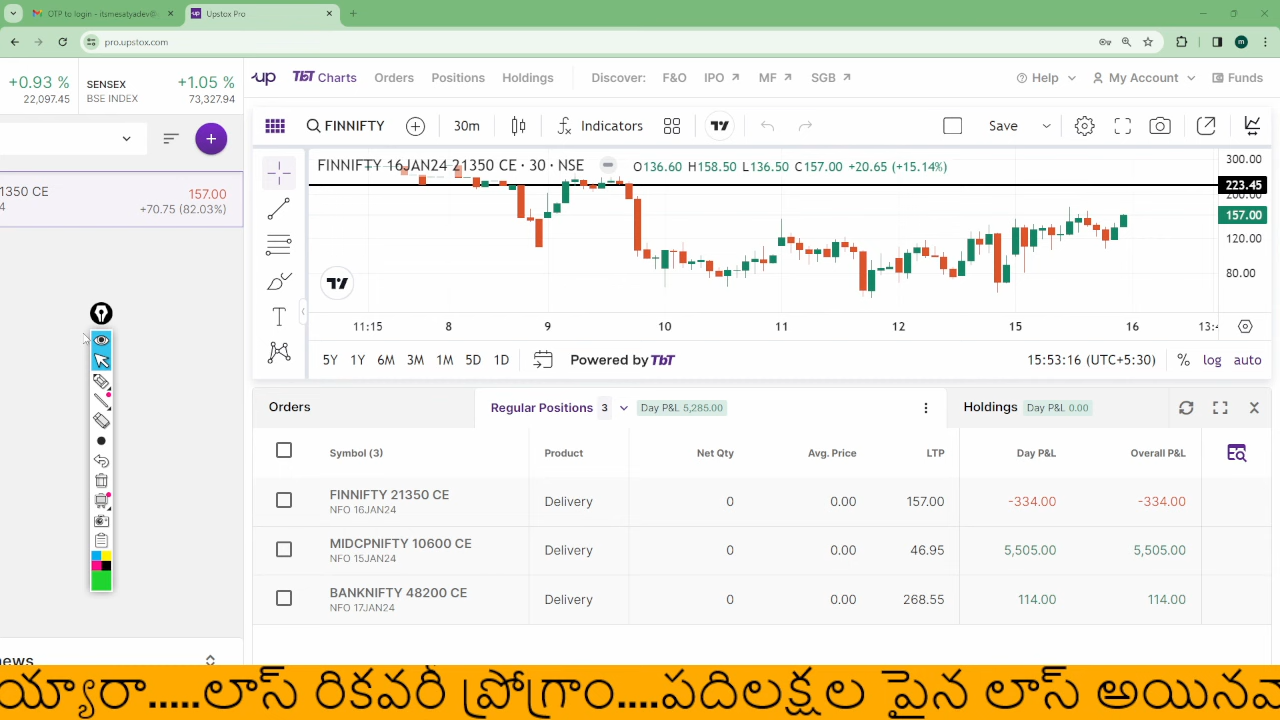 OTP to login - itsmesatyadev@
Upstox Pro
pro.upstox.com
+0.93 %
22,097.45
SENSEX
BSE INDEX
+1.05 %
73,327.94
up
TbT Charts
Orders
Positions
Holdings
Discover:
F&O
IPO
MF
SGB
Help
My Account
Funds
FINNIFTY
30m
Indicators
Save
1350 CE
4
157.00
+70.75 (82.03%)
FINNIFTY 16JAN24 21350 CE · 30 · NSE
O136.60 H158.50 L136.50 C157.00 +20.65 (+15.14%)
300.00
223.45
200.00
157.00
120.00
80.00
11:15
8
9
10
11
12
15
16
5Y
1Y
6M
3M
1M
5D
1D
Powered by TbT
15:53:16 (UTC+5:30)
%
log
auto
Orders
Regular Positions 3
Day P&L 5,285.00
Holdings
Day P&L 0.00
Symbol (3)
Product
Net Qty
Avg. Price
LTP
Day P&L
Overall P&L
FINNIFTY 21350 CE
NFO 16JAN24
Delivery
0
0.00
157.00
-334.00
-334.00
MIDCPNIFTY 10600 CE
NFO 15JAN24
Delivery
0
0.00
46.95
5,505.00
5,505.00
BANKNIFTY 48200 CE
NFO 17JAN24
Delivery
0
0.00
268.55
114.00
114.00
news
య్యారా.....లాస్ రికవరీ ప్రోగ్రాం....పదిలక్షల పైన లాస్ అయినవా